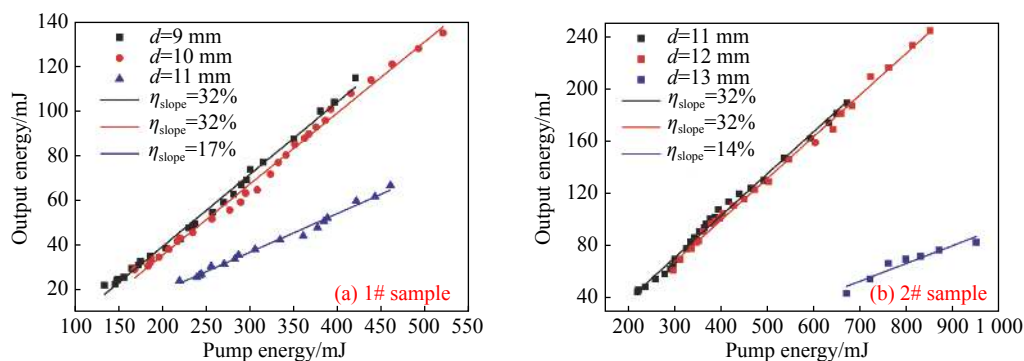 140
120
100
80
60
40
20
Output energy/mJ
d=9 mm
d=10 mm
d=11 mm
ηslope=32%
ηslope=32%
ηslope=17%
(a) 1# sample
100 150 200 250 300 350 400 450 500 550
Pump energy/mJ
240
200
160
120
80
40
Output energy/mJ
d=11 mm
d=12 mm
d=13 mm
ηslope=32%
ηslope=32%
ηslope=14%
(b) 2# sample
200 300 400 500 600 700 800 900 1 000
Pump energy/mJ